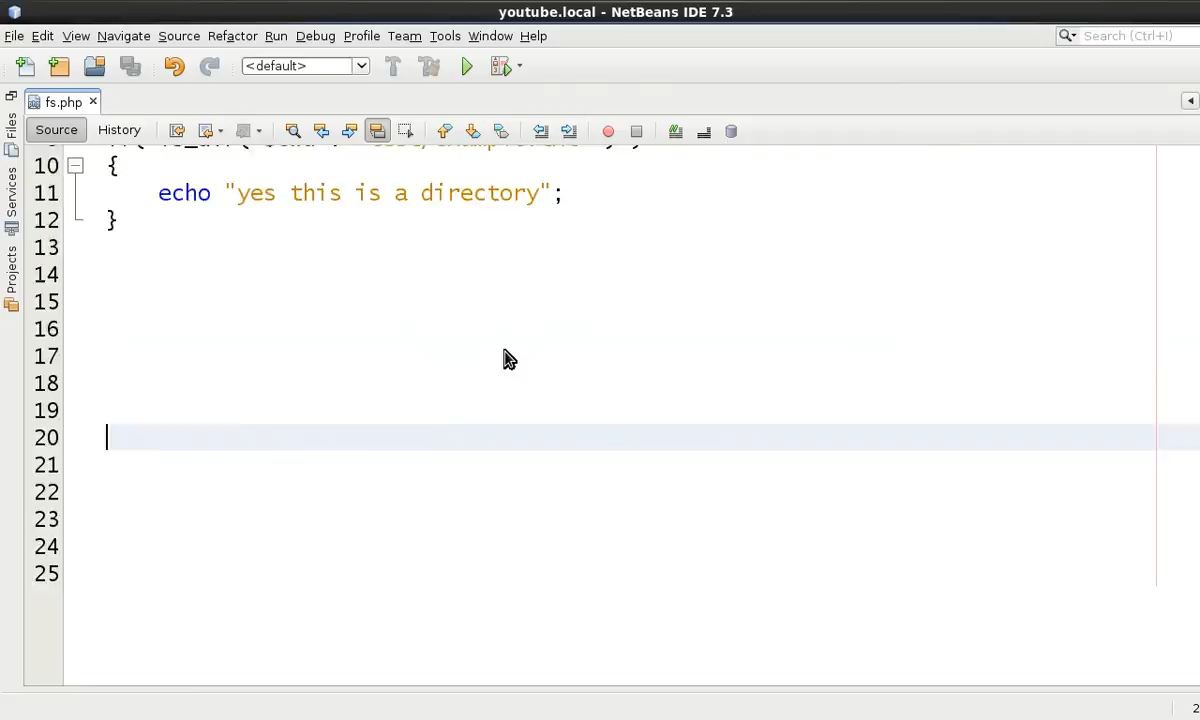 youtube.local - NetBeans IDE 7.3
File Edit View Navigate Source Refactor Run Debug Profile Team Tools Window Help
Search (Ctrl+I)
<default>
fs.php
Source History
10 {
11 echo "yes this is a directory";
12 }
13
14
15
16
17
18
19
20
21
22
23
24
25
Files
Services
Projects
2